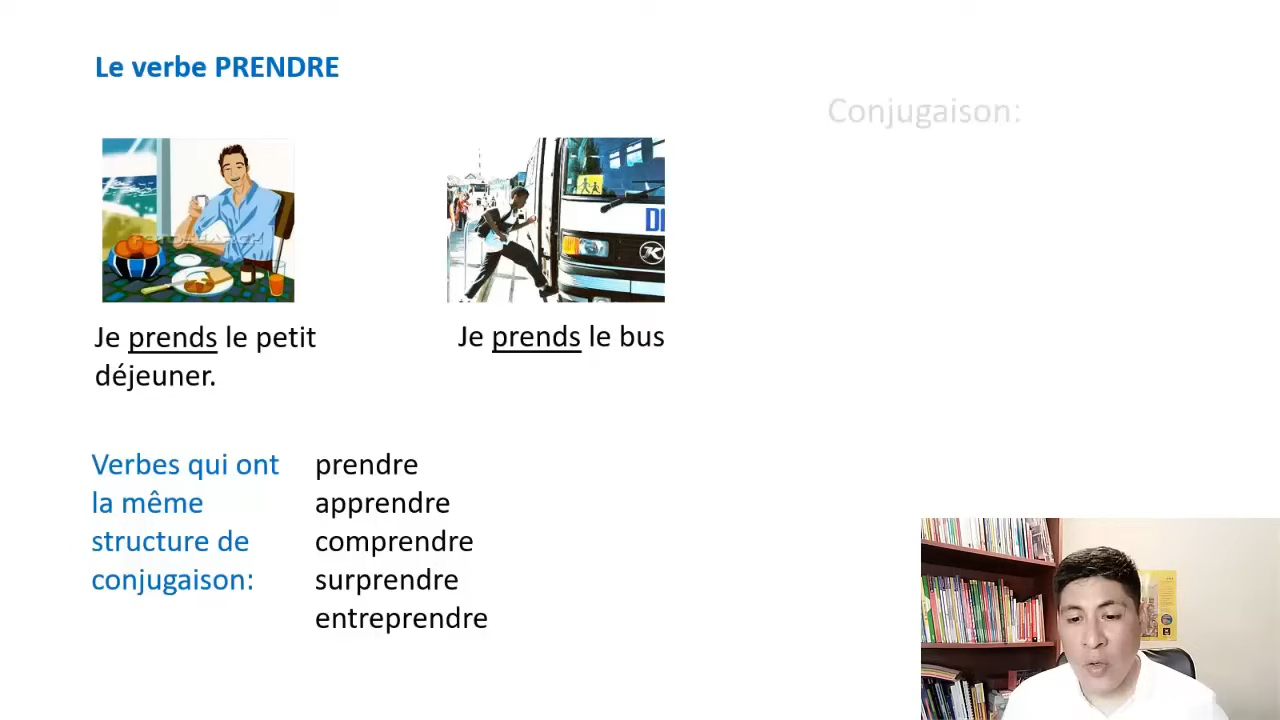 Le verbe PRENDRE
Conjugaison:
FOTOSEARCH
Je prends le petit
déjeuner.
Je prends le bus
Verbes qui ont
la même
structure de
conjugaison:
prendre
apprendre
comprendre
surprendre
entreprendre